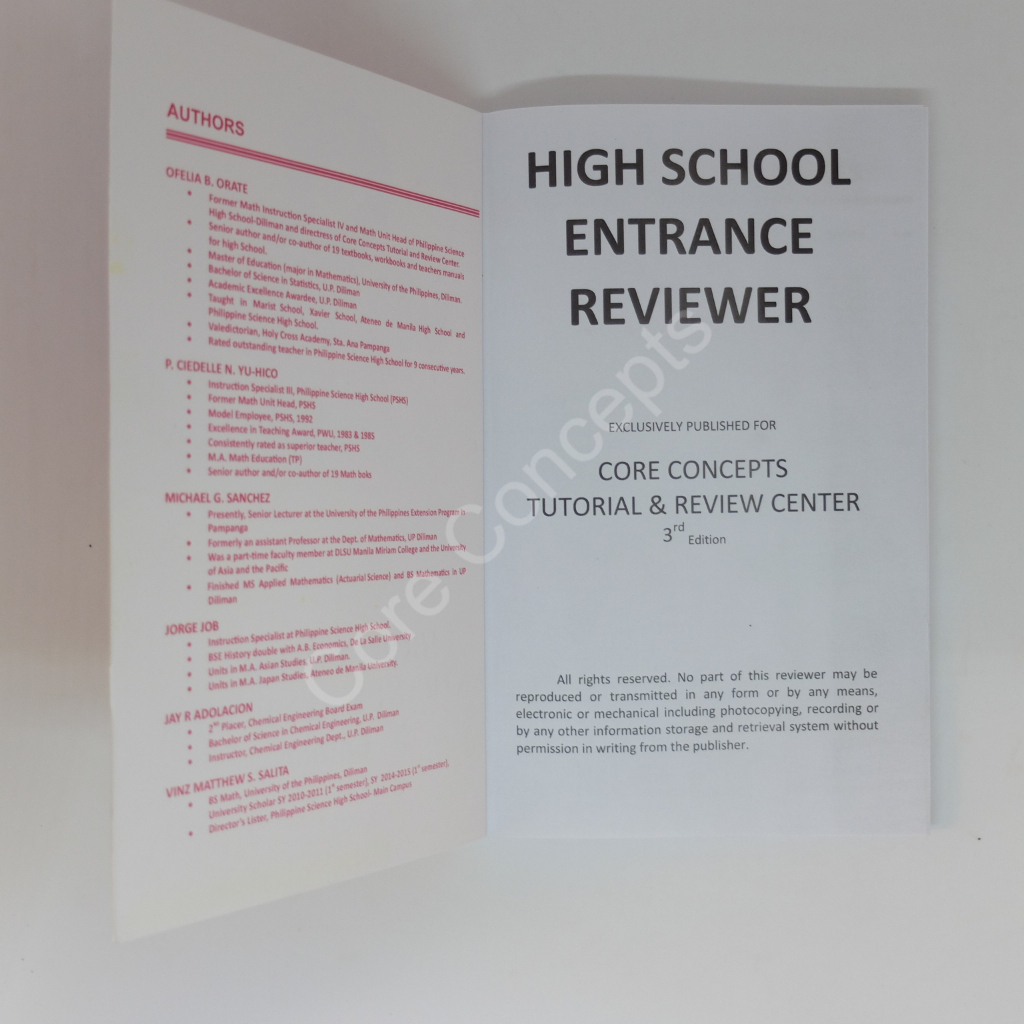 AUTHORS
OFELIA B. ORATE
• Former Math Instruction Specialist IV and Math Unit Head of Philippine Science
High School-Diliman and directress of Core Concepts Tutorial and Review Center.
• Senior author and/or co-author of 19 textbooks, workbooks and teachers manuals
for high School.
• Master of Education (major in Mathematics), University of the Philippines, Diliman.
• Bachelor of Science in Statistics, U.P. Diliman
• Academic Excellence Awardee, U.P. Diliman
• Taught in Marist School, Xavier School, Ateneo de Manila High School and
Philippine Science High School.
• Valedictorian, Holy Cross Academy, Sta. Ana Pampanga
• Rated outstanding teacher in Philippine Science High School for 9 consecutive years.
P. CIEDELLE N. YU-HICO
• Instruction Specialist III, Philippine Science High School (PSHS)
• Former Math Unit Head, PSHS
• Model Employee, PSHS, 1992
• Excellence in Teaching Award, PWU, 1983 & 1985
• Consistently rated as superior teacher, PSHS
• M.A. Math Education (TP)
• Senior author and/or co-author of 19 Math boks
MICHAEL G. SANCHEZ
• Presently, Senior Lecturer at the University of the Philippines Extension Program in
Pampanga
• Formerly an assistant Professor at the Dept. of Mathematics, UP Diliman
• Was a part-time faculty member at DLSU Manila Miriam College and the University
of Asia and the Pacific
• Finished MS Applied Mathematics (Actuarial Science) and BS Mathematics in UP
Diliman
JORGE JOB
• Instruction Specialist at Philippine Science High School.
• BSE History double with A.B. Economics, De La Salle University
• Units in M.A. Asian Studies, U.P. Diliman.
• Units in M.A. Japan Studies, Ateneo de Manila University.
JAY R ADOLACION
• 2nd Placer, Chemical Engineering Board Exam
• Bachelor of Science in Chemical Engineering, U.P. Diliman
• Instructor, Chemical Engineering Dept., U.P. Diliman
VINZ MATTHEW S. SALITA
• BS Math, University of the Philippines, Diliman
University Scholar SY 2010-2011 (1st semester), SY 2014-2015 (1st semester),
• Director's Lister, Philippine Science High School- Main Campus
HIGH SCHOOL
ENTRANCE
REVIEWER
EXCLUSIVELY PUBLISHED FOR
CORE CONCEPTS
TUTORIAL & REVIEW CENTER
3rd Edition
All rights reserved. No part of this reviewer may be
reproduced or transmitted in any form or by any means,
electronic or mechanical including photocopying, recording or
by any other information storage and retrieval system without
permission in writing from the publisher.
Core Concepts